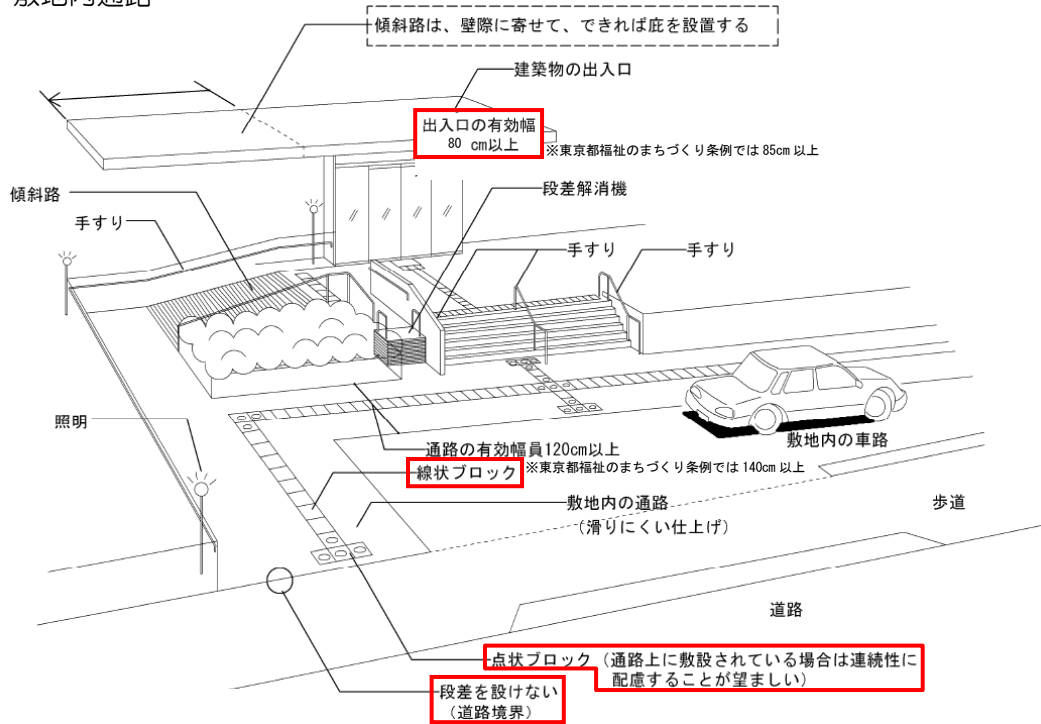 敷地内通路
傾斜路は、壁際に寄せて、できれば庇を設置する
建築物の出入口
出入口の有効幅
80 cm以上
※東京都福祉のまちづくり条例では 85cm 以上
傾斜路
段差解消機
手すり
手すり
手すり
照明
敷地内の車路
通路の有効幅員120cm以上
線状ブロック
※東京都福祉のまちづくり条例では 140cm 以上
敷地内の通路
(滑りにくい仕上げ)
歩道
道路
点状ブロック (通路上に敷設されている場合は連続性に
配慮することが望ましい)
段差を設けない
(道路境界)